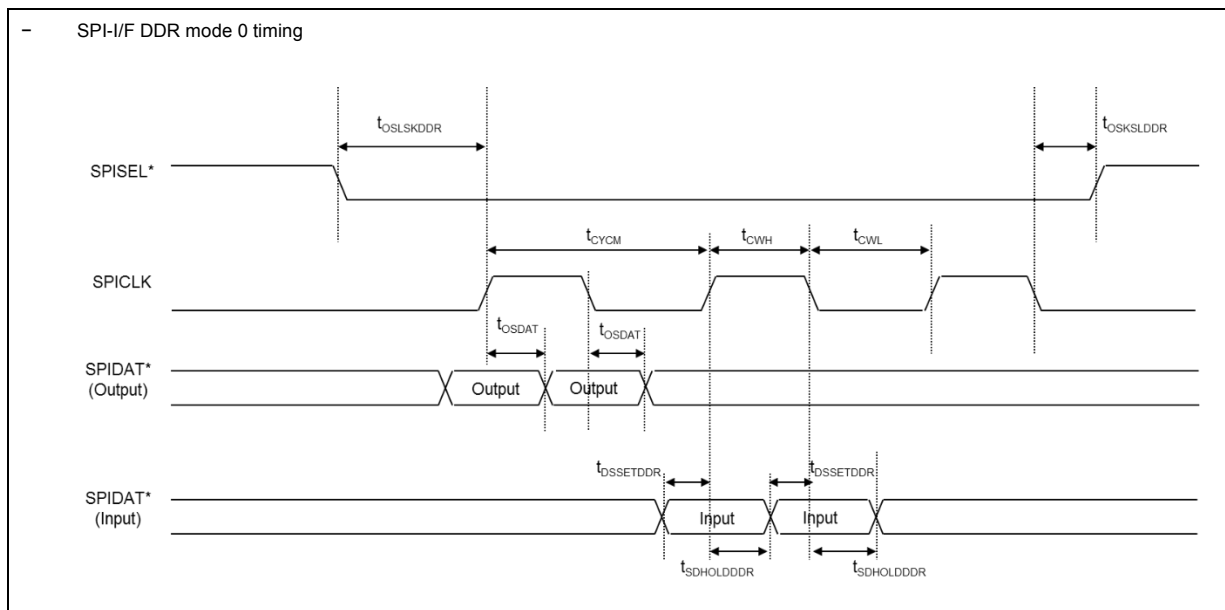 − SPI-I/F DDR mode 0 timing
tOSLSKDDR
tOSKSLDDR
SPISEL*
tCYCM
tCWH
tCWL
SPICLK
tOSDAT
tOSDAT
SPIDAT*
(Output)
Output
Output
tDSSETDDR
tDSSETDDR
SPIDAT*
(Input)
Input
Input
tSDHOLDDDR
tSDHOLDDDR